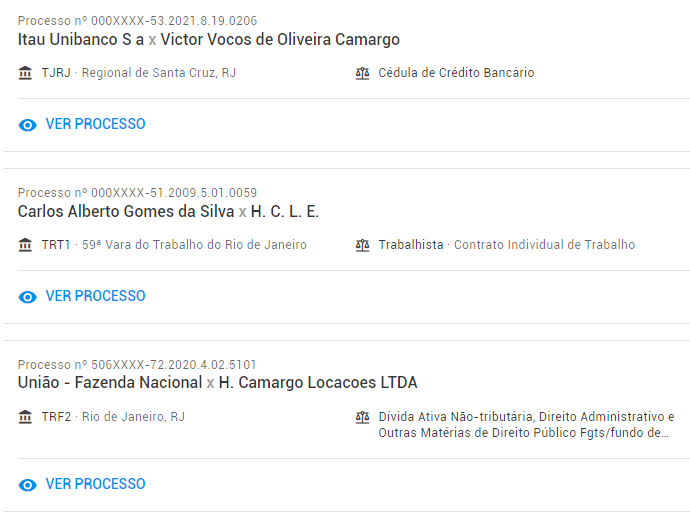 Processo nº 000XXXX-53.2021.8.19.0206
Itau Unibanco S a x Victor Vocos de Oliveira Camargo
TJRJ · Regional de Santa Cruz, RJ
Cédula de Crédito Bancário
VER PROCESSO
Processo nº 000XXXX-51.2009.5.01.0059
Carlos Alberto Gomes da Silva x H. C. L. E.
TRT1 · 59ª Vara do Trabalho do Rio de Janeiro
Trabalhista · Contrato Individual de Trabalho
VER PROCESSO
Processo nº 506XXXX-72.2020.4.02.5101
União - Fazenda Nacional x H. Camargo Locacoes LTDA
TRF2 · Rio de Janeiro, RJ
Dívida Ativa Não-tributária, Direito Administrativo e
Outras Matérias de Direito Público Fgts/fundo de…
VER PROCESSO